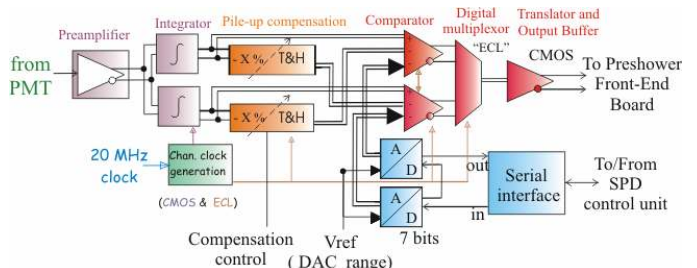 Pile-up compensation
Integrator
Comparator
Digital
multiplexor
Translator and
Output Buffer
Preamplifier
"ECL"
CMOS
from
PMT
∫
- X %
T&H
To Preshower
Front-End
Board
∫
- X %
T&H
20 MHz
clock
Chan. clock
generation
A
D
out
Serial
interface
To/From
SPD
control unit
(CMOS & ECL)
A
D
in
Compensation
control
Vref
( DAC range)
7 bits